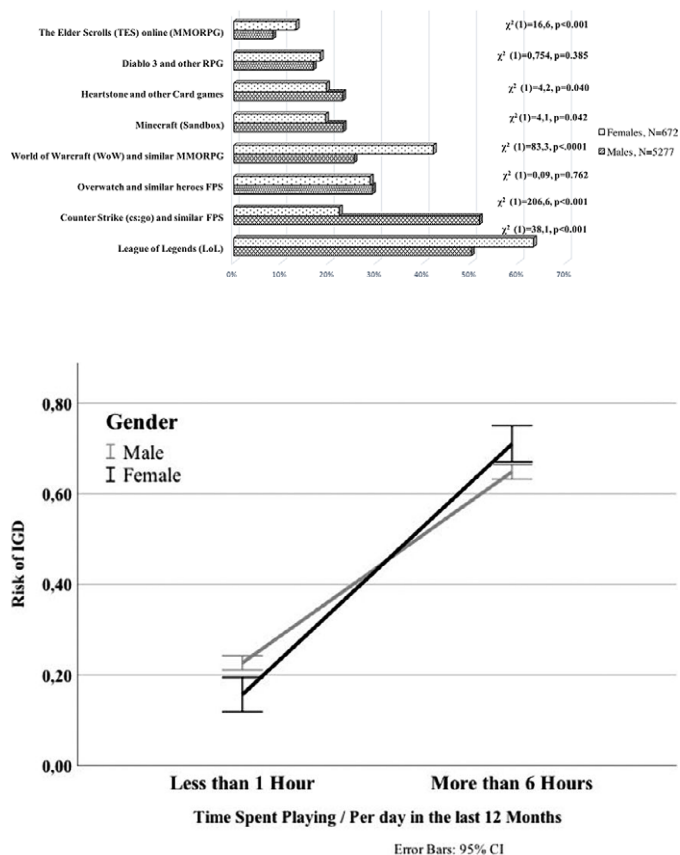 The Elder Scrolls (TES) online (MMORPG)
χ²(1)=16,6, p<0.001
Diablo 3 and other RPG
χ² (1)=0,754, p=0.385
Heartstone and other Card games
χ² (1)=4,2, p=0.040
Minecraft (Sandbox)
χ²(1)=4,1, p=0.042
Females, N=672
World of Warcraft (WoW) and similar MMORPG
χ² (1)=83,3, p<.0001
Males, N=5277
Overwatch and similar heroes FPS
χ² (1)=0,09, p=0.762
Counter Strike (cs:go) and similar FPS
χ² (1)=206,6, p<0.001
League of Legends (LoL)
χ² (1)=38,1, p<0.001
0% 10% 20% 30% 40% 50% 60% 70%
0,80
Gender
Male
Female
0,60
Risk of IGD
0,40
0,20
0,00
Less than 1 Hour More than 6 Hours
Time Spent Playing / Per day in the last 12 Months
Error Bars: 95% CI